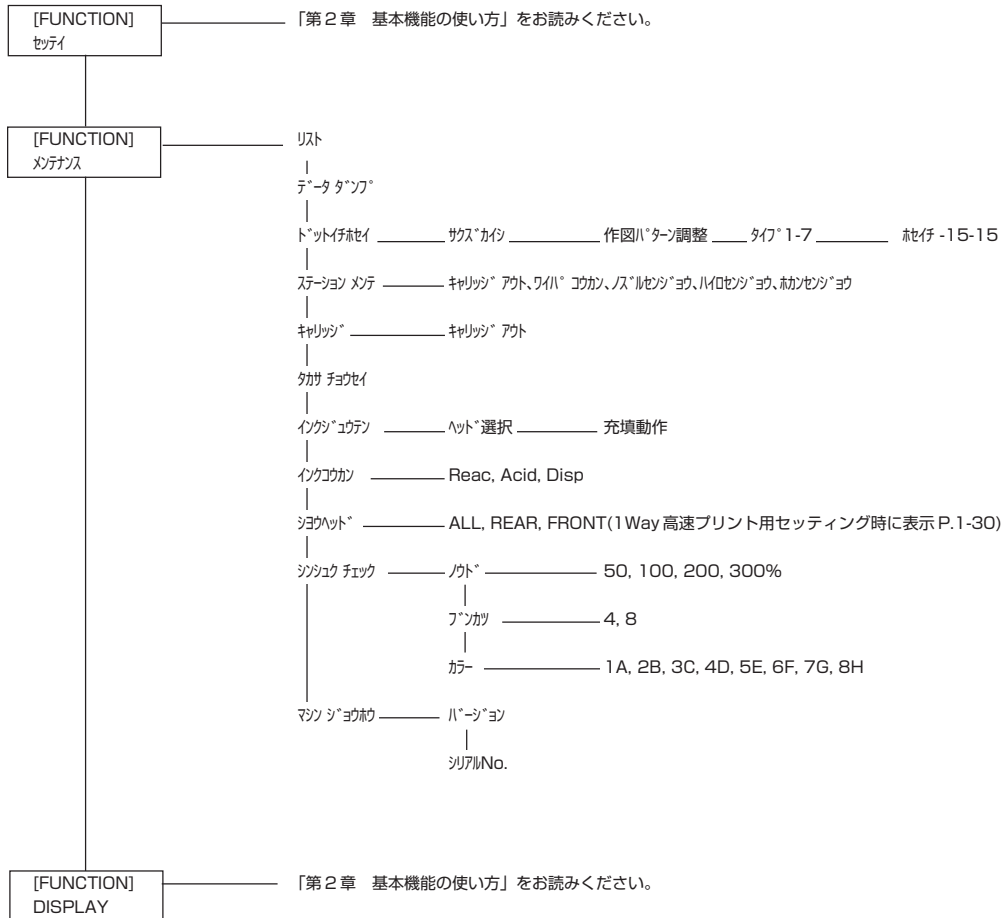 [FUNCTION] 「第２章　基本機能の使い方」をお読みください。
ｾｯﾃｲ
[FUNCTION] ﾘｽﾄ
ﾒﾝﾃﾅﾝｽ
ﾃﾞｰﾀ ﾀﾞﾝﾌﾟ
ﾄﾞｯﾄｲﾁﾎｾｲ ｻｸｽﾞｶｲｼ 作図ﾊﾟﾀｰﾝ調整 ﾀｲﾌﾟ1-7 ﾎｾｲﾁ -15-15
ｽﾃｰｼｮﾝ ﾒﾝﾃ ｷｬﾘｯｼﾞ ｱｳﾄ、ﾜｲﾊﾟ ｺｳｶﾝ、ﾉｽﾞﾙｾﾝｼﾞｮｳ、ﾊｲﾛｾﾝｼﾞｮｳ、ﾎｶﾝｾﾝｼﾞｮｳ
ｷｬﾘｯｼﾞ ｷｬﾘｯｼﾞ ｱｳﾄ
ﾀｶｻ ﾁｮｳｾｲ
ｲﾝｸｼﾞｭｳﾃﾝ ﾍｯﾄﾞ選択 充填動作
ｲﾝｸｺｳｶﾝ Reac, Acid, Disp
ｼﾖｳﾍｯﾄﾞ ALL, REAR, FRONT(1Way 高速プリント用セッティング時に表示 P.1-30)
ｼﾝｼｭｸ ﾁｪｯｸ ﾉｳﾄﾞ 50, 100, 200, 300%
ﾌﾞﾝｶﾂ 4, 8
ｶﾗｰ 1A, 2B, 3C, 4D, 5E, 6F, 7G, 8H
ﾏｼﾝ ｼﾞｮｳﾎｳ ﾊﾞｰｼﾞｮﾝ
ｼﾘｱﾙNo.
[FUNCTION] 「第２章　基本機能の使い方」をお読みください。
DISPLAY